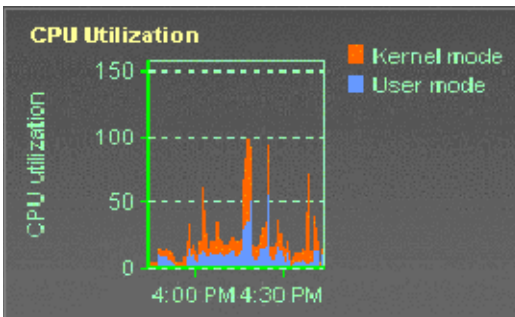 CPU Utilization
Kernel mode
User mode
CPU utilization
150
100
50
0
4:00 PM 4:30 PM